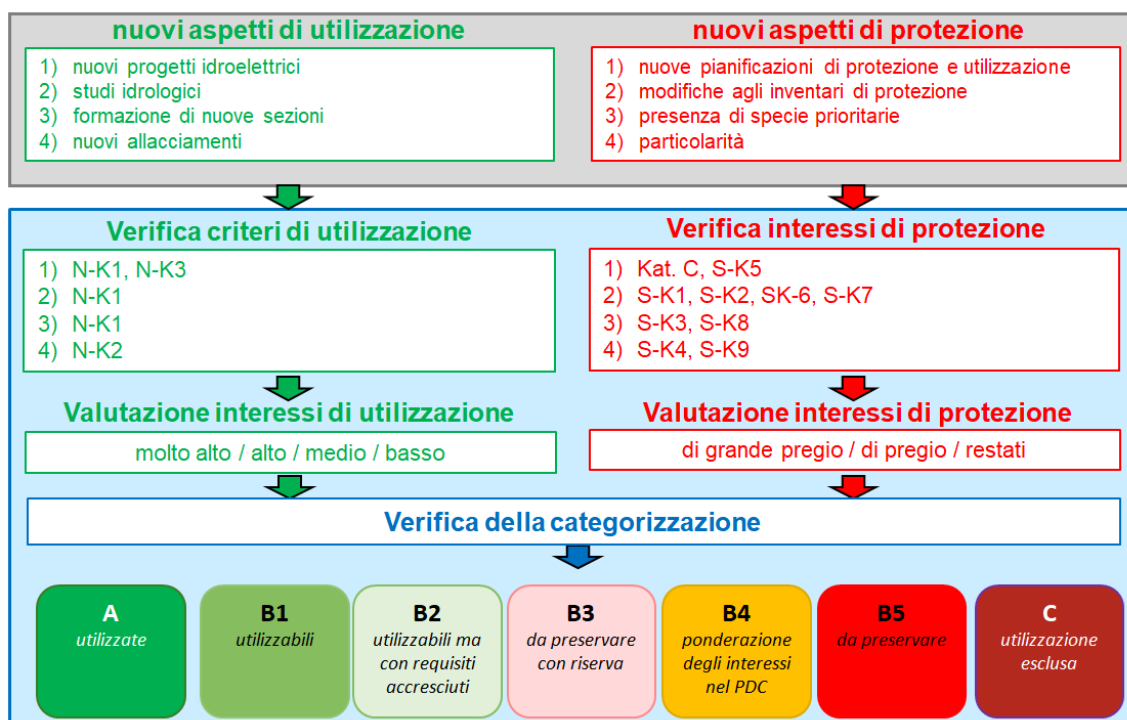 nuovi aspetti di utilizzazione
1) nuovi progetti idroelettrici
2) studi idrologici
3) formazione di nuove sezioni
4) nuovi allacciamenti
nuovi aspetti di protezione
1) nuove pianificazioni di protezione e utilizzazione
2) modifiche agli inventari di protezione
3) presenza di specie prioritarie
4) particolarità
Verifica criteri di utilizzazione
1) N-K1, N-K3
2) N-K1
3) N-K1
4) N-K2
Verifica interessi di protezione
1) Kat. C, S-K5
2) S-K1, S-K2, SK-6, S-K7
3) S-K3, S-K8
4) S-K4, S-K9
Valutazione interessi di utilizzazione
molto alto / alto / medio / basso
Valutazione interessi di protezione
di grande pregio / di pregio / restati
Verifica della categorizzazione
A
utilizzate
B1
utilizzabili
B2
utilizzabili ma
con requisiti
accresciuti
B3
da preservare
con riserva
B4
ponderazione
degli interessi
nel PDC
B5
da preservare
C
utilizzazione
esclusa